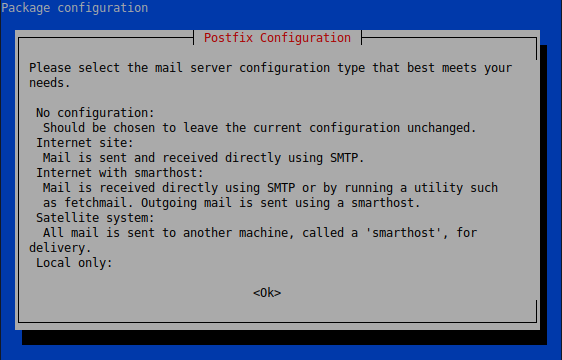 Package configuration
Postfix Configuration
Please select the mail server configuration type that best meets your
needs.
No configuration:
Should be chosen to leave the current configuration unchanged.
Internet site:
Mail is sent and received directly using SMTP.
Internet with smarthost:
Mail is received directly using SMTP or by running a utility such
as fetchmail. Outgoing mail is sent using a smarthost.
Satellite system:
All mail is sent to another machine, called a 'smarthost', for
delivery.
Local only:
<Ok>